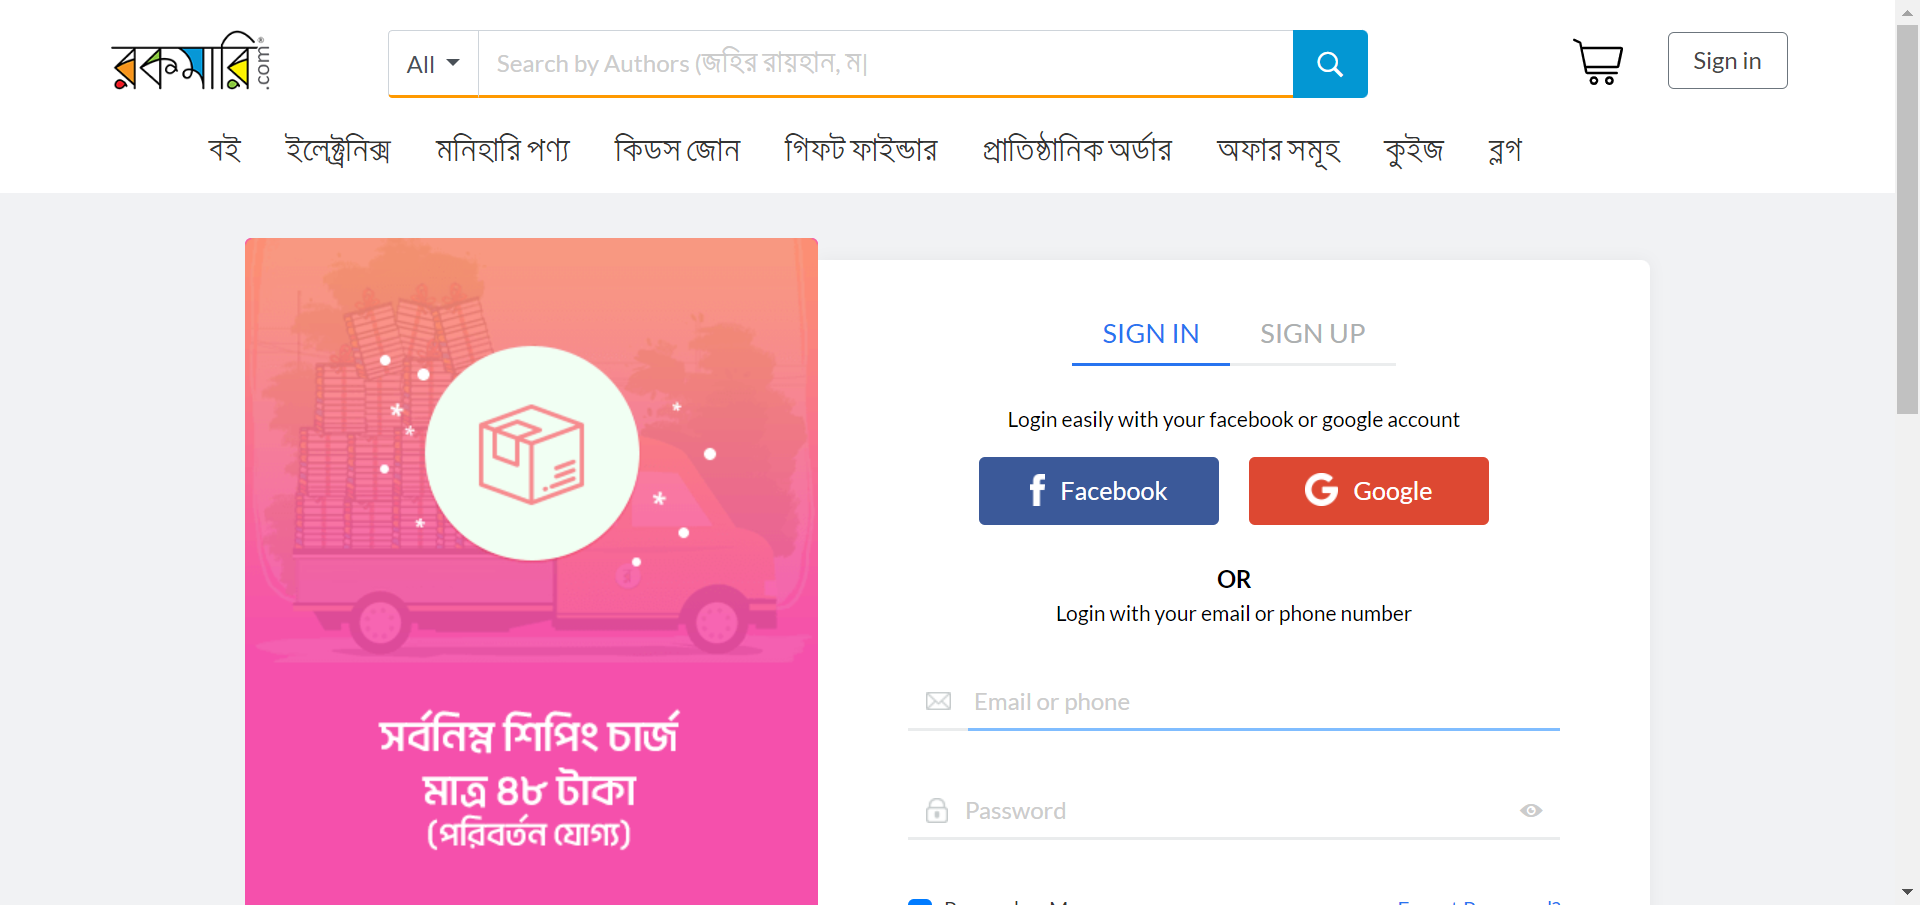 রকমারি.com
All
Search by Authors (জহির রায়হান, ম|
Sign in
বই ইলেক্ট্রনিক্স মনিহারি পণ্য কিডস জোন গিফট ফাইন্ডার প্রাতিষ্ঠানিক অর্ডার অফার সমূহ কুইজ ব্লগ
সর্বনিম্ন শিপিং চার্জ
মাত্র ৪৮ টাকা
(পরিবর্তন যোগ্য)
SIGN IN SIGN UP
Login easily with your facebook or google account
Facebook Google
OR
Login with your email or phone number
Email or phone
Password